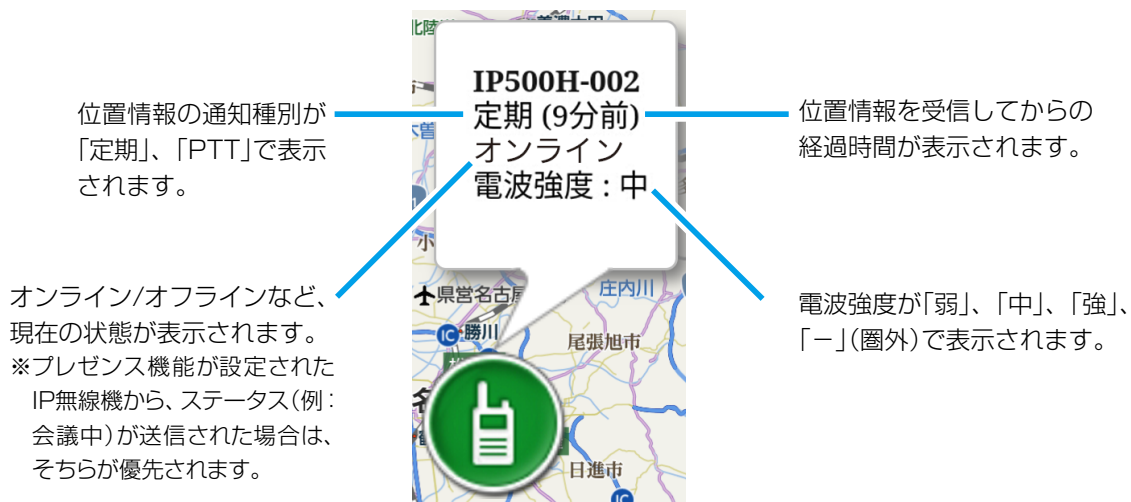 北陸
IP500H-002
定期 (9分前)
オンライン
電波強度 : 中
位置情報の通知種別が
「定期」、「PTT」で表示
されます。
位置情報を受信してからの
経過時間が表示されます。
オンライン/オフラインなど、
現在の状態が表示されます。
※プレゼンス機能が設定された
IP無線機から、ステータス(例：
会議中)が送信された場合は、
そちらが優先されます。
電波強度が「弱」、「中」、「強」、
「－」(圏外)で表示されます。
小
県営名古屋
庄内川
IC
勝川
尾張旭市
名
日進市
IC